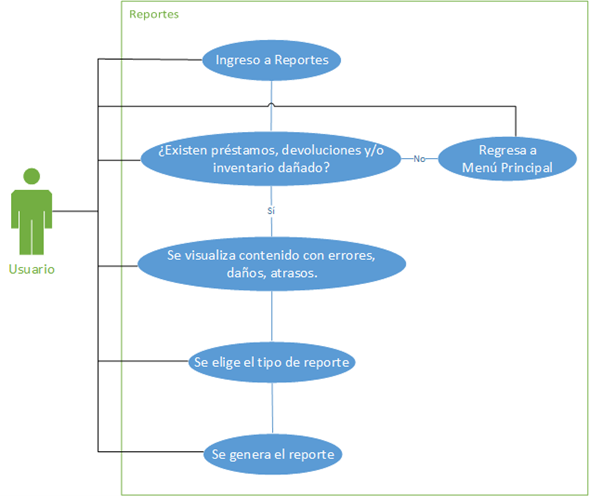 Reportes
Ingreso a Reportes
¿Existen préstamos, devoluciones y/o
inventario dañado?
No
Regresa a
Menú Principal
Sí
Se visualiza contenido con errores,
daños, atrasos.
Usuario
Se elige el tipo de reporte
Se genera el reporte